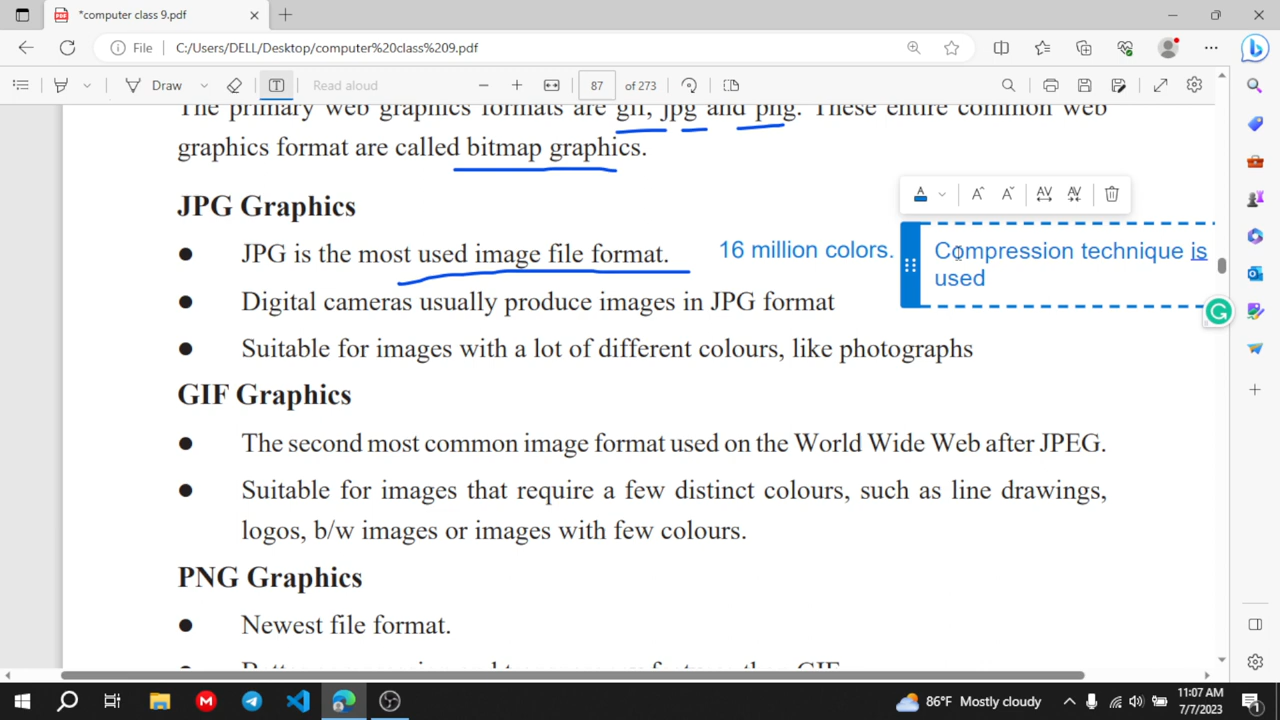 *computer class 9.pdf
File C:/Users/DELL/Desktop/computer%20class%209.pdf
Draw Read aloud 87 of 273
The primary web graphics formats are gif, jpg and png. These entire common web
graphics format are called bitmap graphics.
JPG Graphics
● JPG is the most used image file format. 16 million colors. Compression technique is
used
● Digital cameras usually produce images in JPG format
● Suitable for images with a lot of different colours, like photographs
GIF Graphics
● The second most common image format used on the World Wide Web after JPEG.
● Suitable for images that require a few distinct colours, such as line drawings,
logos, b/w images or images with few colours.
PNG Graphics
● Newest file format.
86°F Mostly cloudy
11:07 AM
7/7/2023